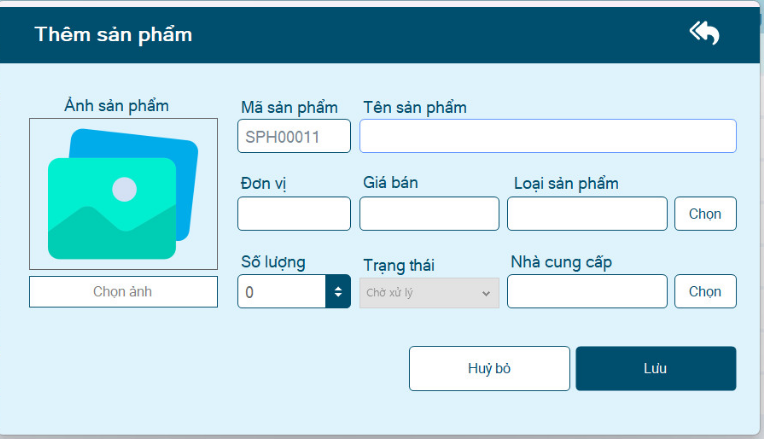 Thêm sản phẩm
Ảnh sản phẩm
Mã sản phẩm
Tên sản phẩm
SPH00011
Đơn vị
Giá bán
Loại sản phẩm
Chọn
Số lượng
Trạng thái
Nhà cung cấp
Chọn ảnh
0
Chờ xử lý
Chọn
Huỷ bỏ
Lưu